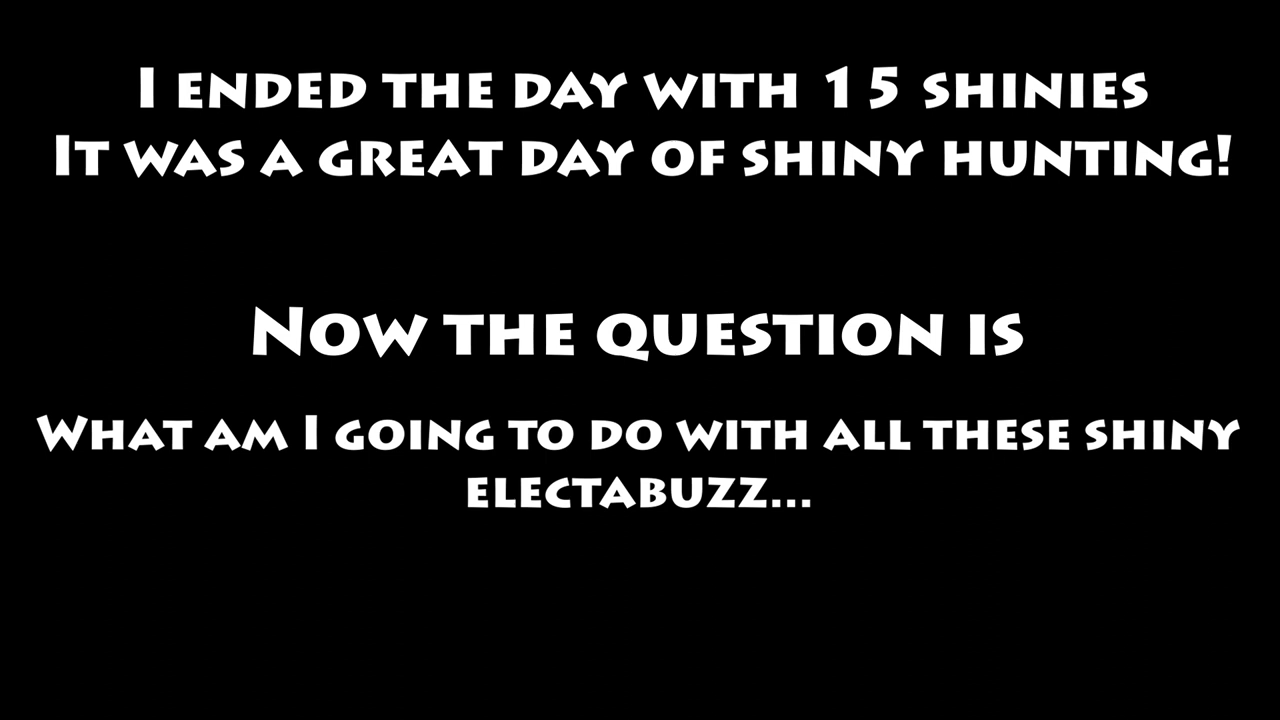 I ended the day with 15 shinies
It was a great day of shiny hunting!
Now the question is
What am I going to do with all these shiny
electabuzz...